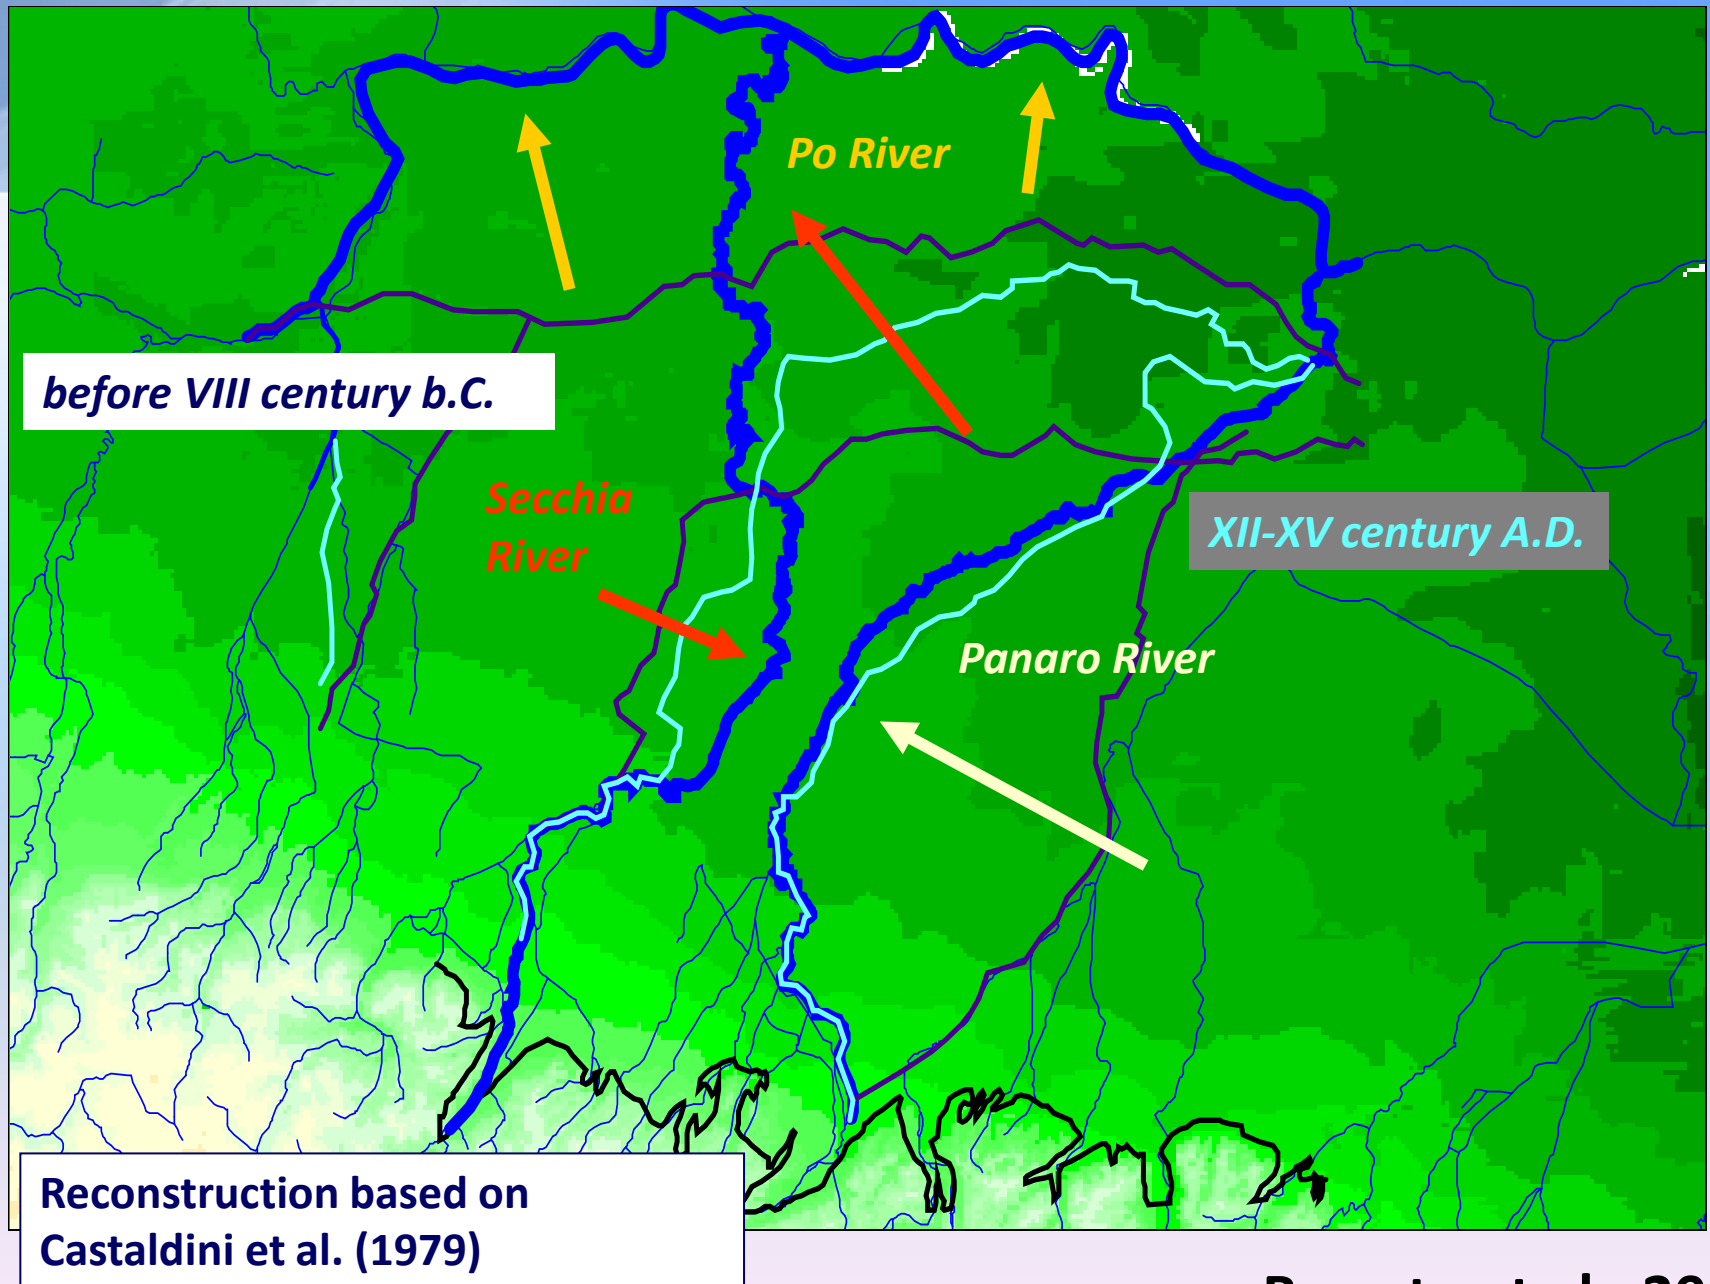 Po River
before VIII century b.C.
Secchia
River
XII-XV century A.D.
Panaro River
Reconstruction based on
Castaldini et al. (1979)